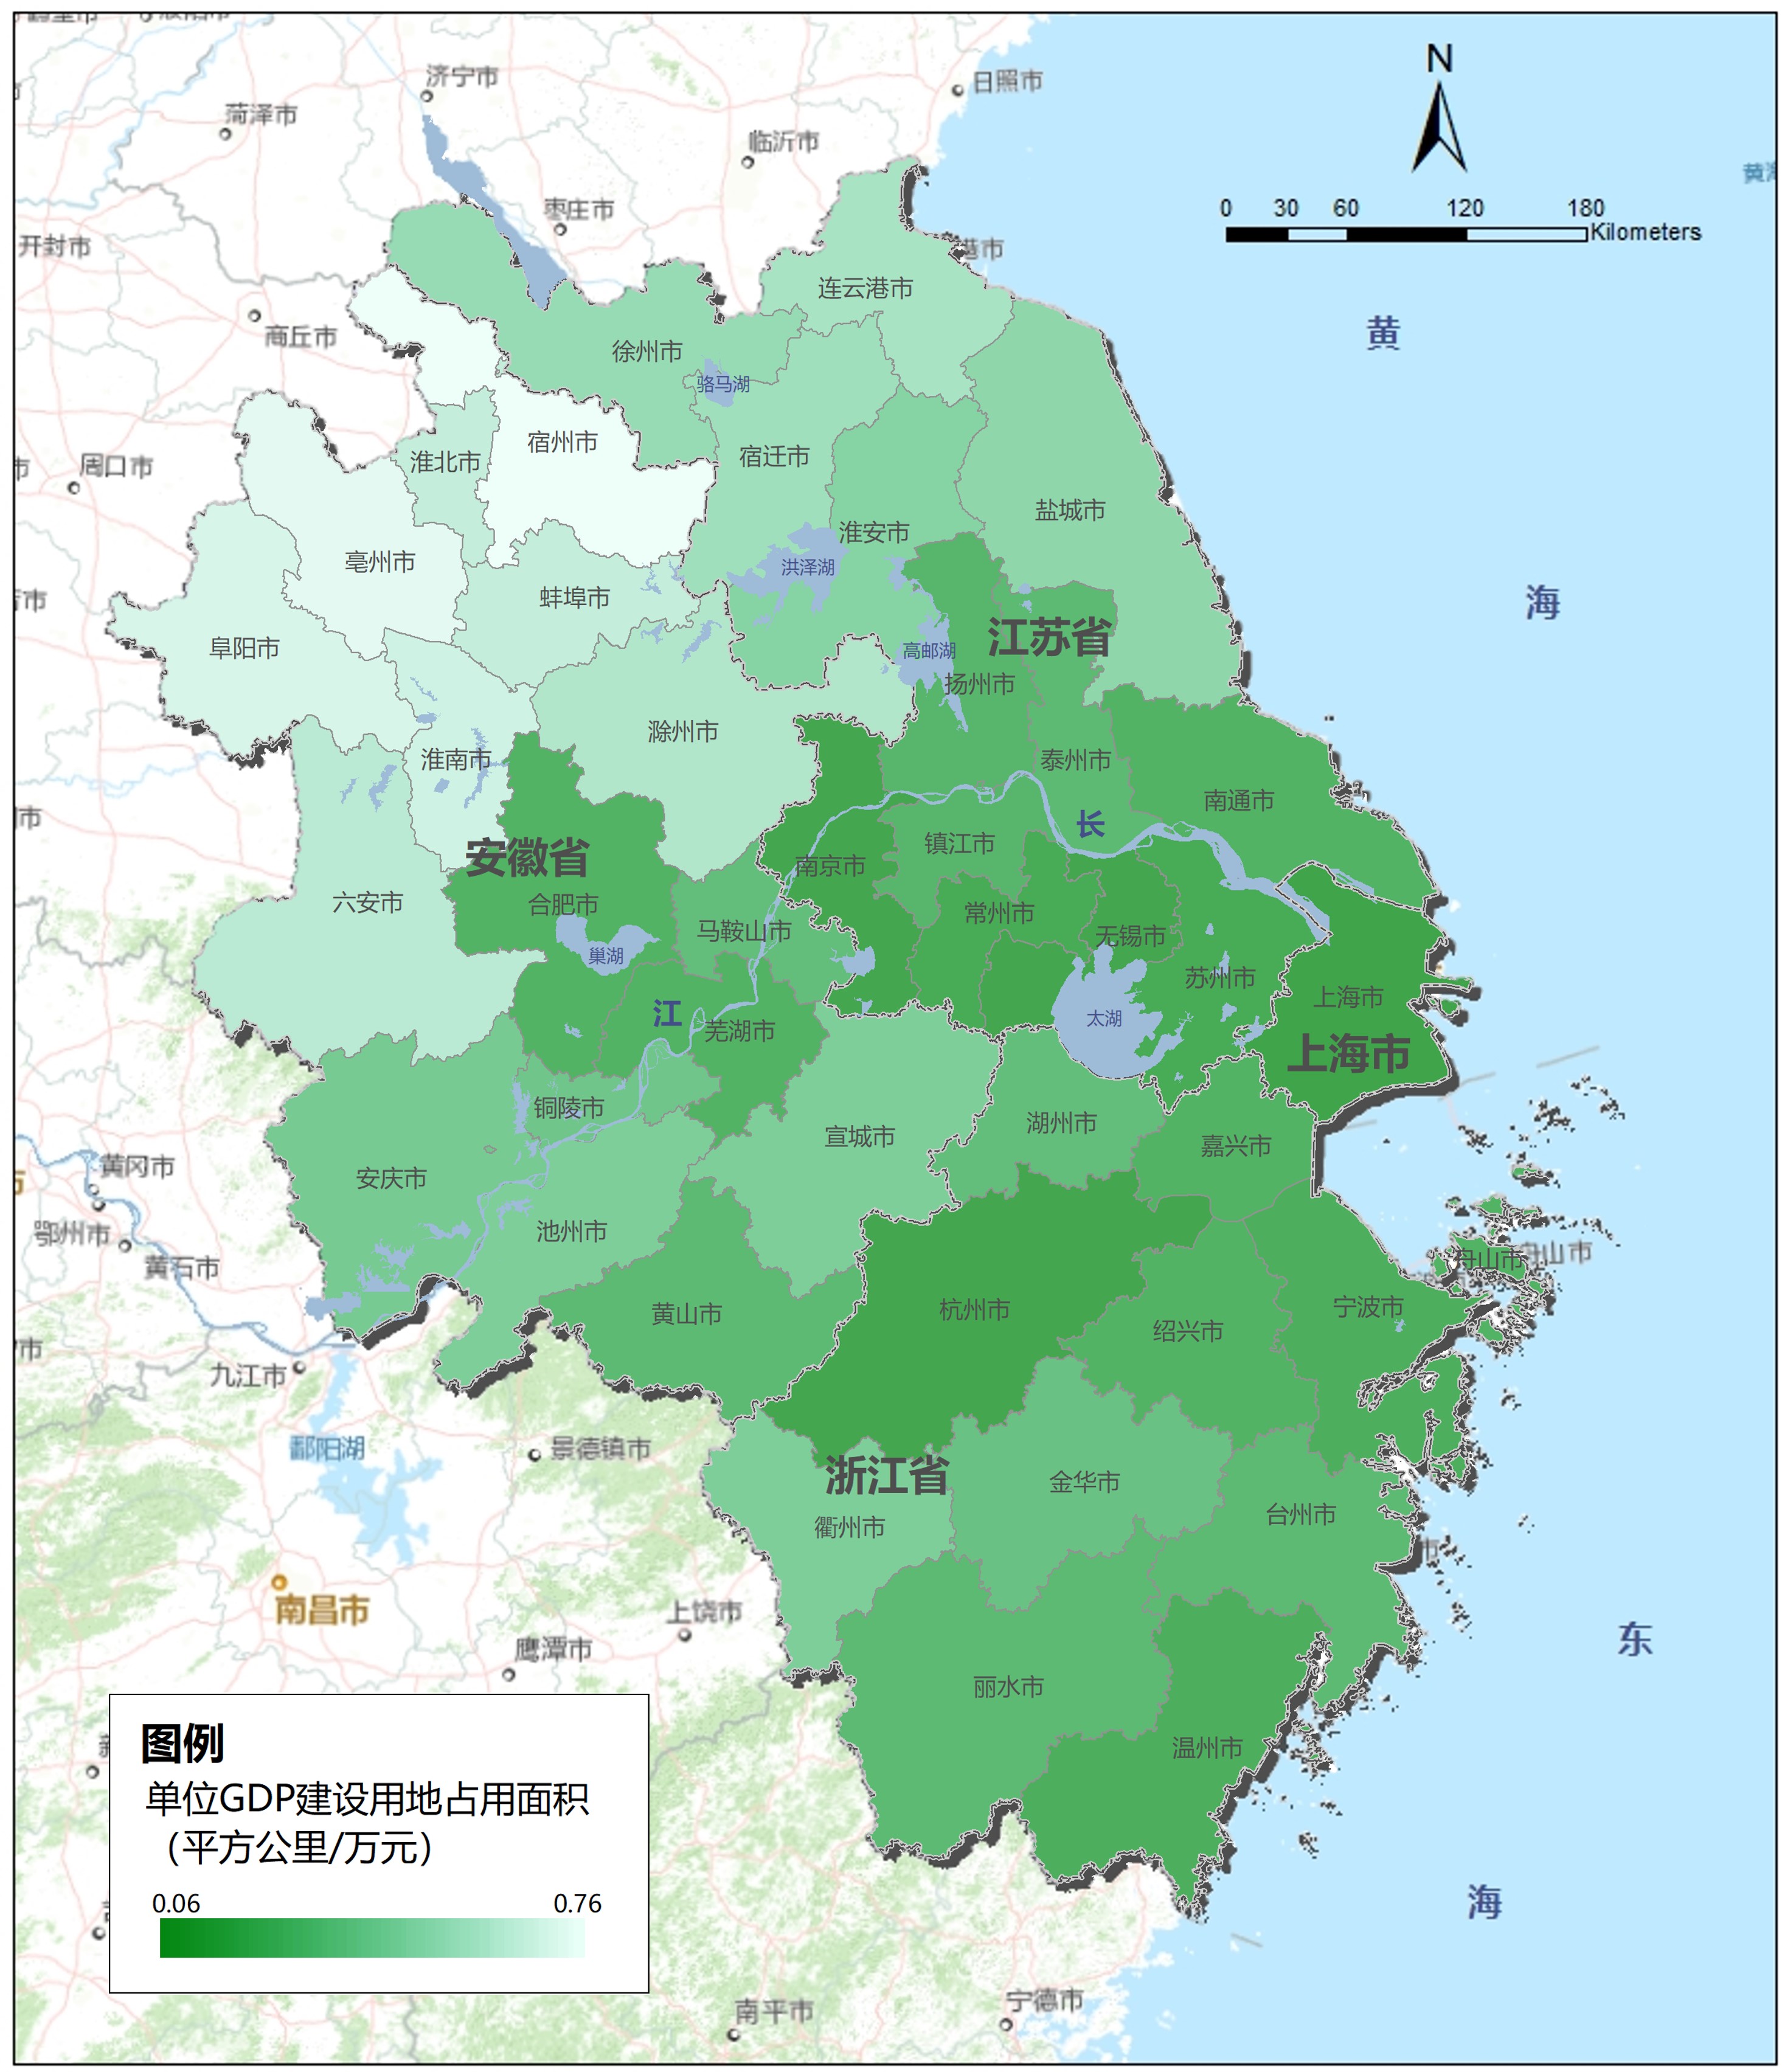 济宁市
菏泽市
日照市
临沂市
枣庄市
开封市
港市
商丘市
周口市
N
0 30 60 120 180
Kilometers
黄
海
连云港市
徐州市
骆马湖
宿州市
淮北市
宿迁市
盐城市
淮安市
亳州市
洪泽湖
蚌埠市
阜阳市
江苏省
高邮湖
扬州市
滁州市
淮南市
泰州市
南通市
长
安徽省
镇江市
南京市
六安市
合肥市
常州市
马鞍山市
无锡市
巢湖
苏州市
上海市
江
太湖
芜湖市
上海市
铜陵市
湖州市
宣城市
嘉兴市
黄冈市
安庆市
池州市
鄂州市
黄石市
舟山市
舟山市
黄山市
杭州市
宁波市
绍兴市
九江市
鄱阳湖
景德镇市
浙江省
金华市
台州市
衢州市
南昌市
上饶市
鹰潭市
东
海
丽水市
温州市
图例
单位GDP建设用地占用面积
（平方公里/万元）
0.06 0.76
南平市
宁德市